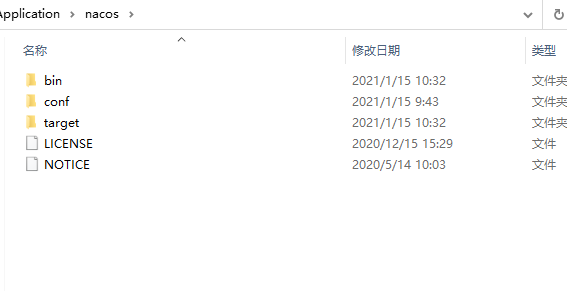 Application > nacos >
名称 修改日期 类型
bin 2021/1/15 10:32 文件夹
conf 2021/1/15 9:43 文件夹
target 2021/1/15 10:32 文件夹
LICENSE 2020/12/15 15:29 文件
NOTICE 2020/5/14 10:03 文件